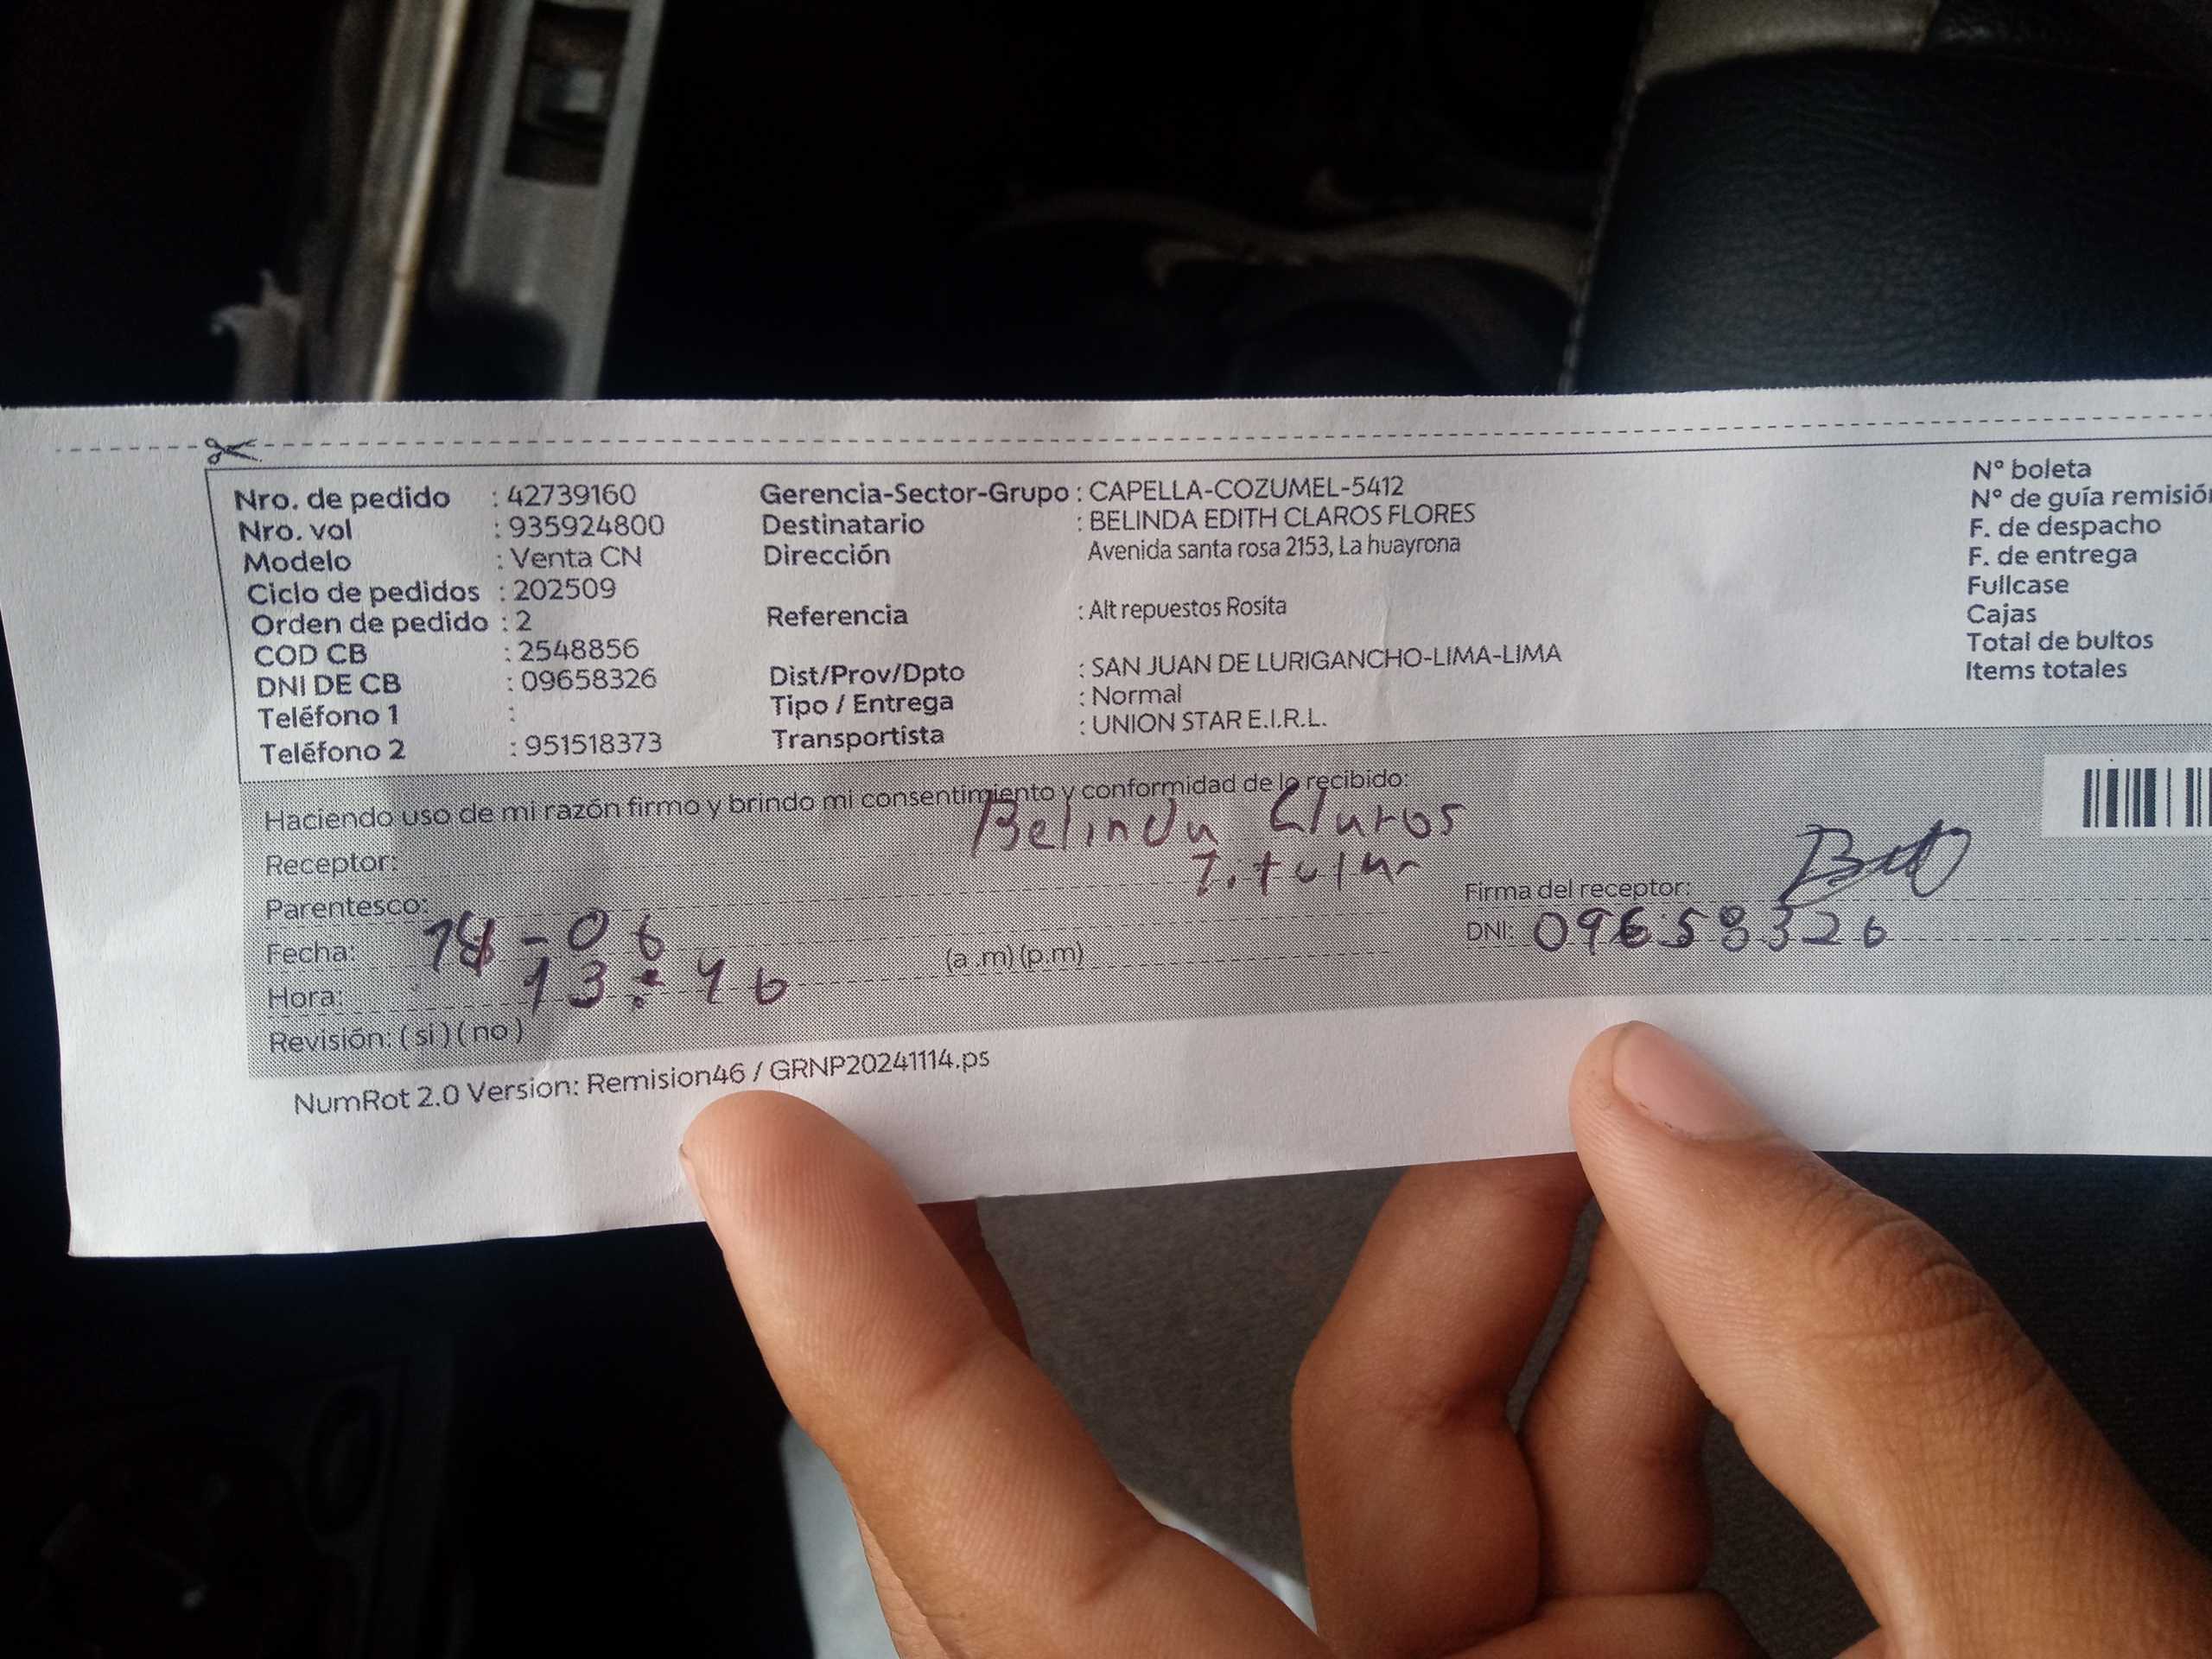 Nro. de pedido : 42739160
Nro. vol : 935924800
Modelo : Venta CN
Ciclo de pedidos : 202509
Orden de pedido : 2
COD CB : 2548856
DNI DE CB : 09658326
Teléfono 1 :
Teléfono 2 : 951518373
Gerencia-Sector-Grupo : CAPELLA-COZUMEL-5412
Destinatario : BELINDA EDITH CLAROS FLORES
Dirección Avenida santa rosa 2153, La huayrona
Referencia : Alt repuestos Rosita
Dist/Prov/Dpto : SAN JUAN DE LURIGANCHO-LIMA-LIMA
Tipo / Entrega : Normal
Transportista : UNION STAR E.I.R.L.
N° boleta
N° de guía remisión
F. de despacho
F. de entrega
Fullcase
Cajas
Total de bultos
Items totales
Haciendo uso de mi razón firmo y brindo mi consentimiento y conformidad de lo recibido:
Receptor: Belinda Claros
Parentesco: Titular
Fecha: -06
Hora: 13:46 (a.m)(p.m)
Revisión: (si)(no)
Firma del receptor:
DNI: 09658326
NumRot 2.0 Version: Remision46 / GRNP20241114.ps